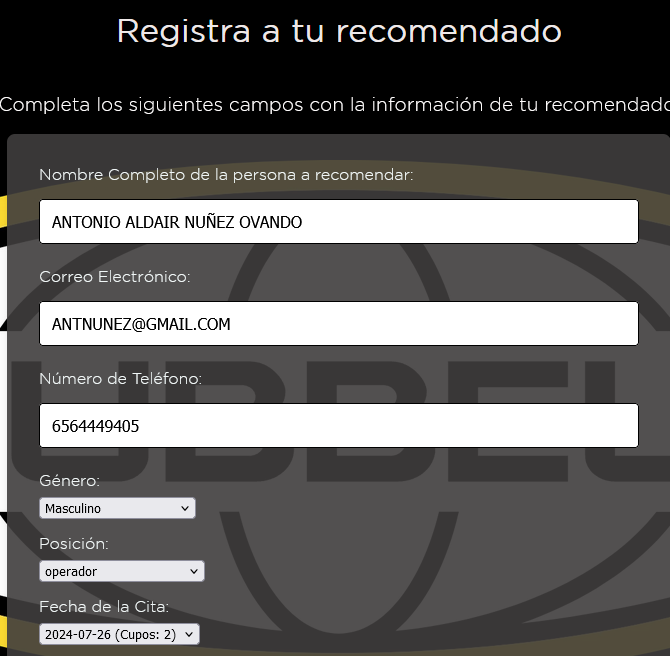 Registra a tu recomendado
Completa los siguientes campos con la información de tu recomendado
Nombre Completo de la persona a recomendar:
ANTONIO ALDAIR NUÑEZ OVANDO
Correo Electrónico:
ANTNUNEZ@GMAIL.COM
Número de Teléfono:
6564449405
Género:
Masculino
Posición:
operador
Fecha de la Cita:
2024-07-26 (Cupos: 2)